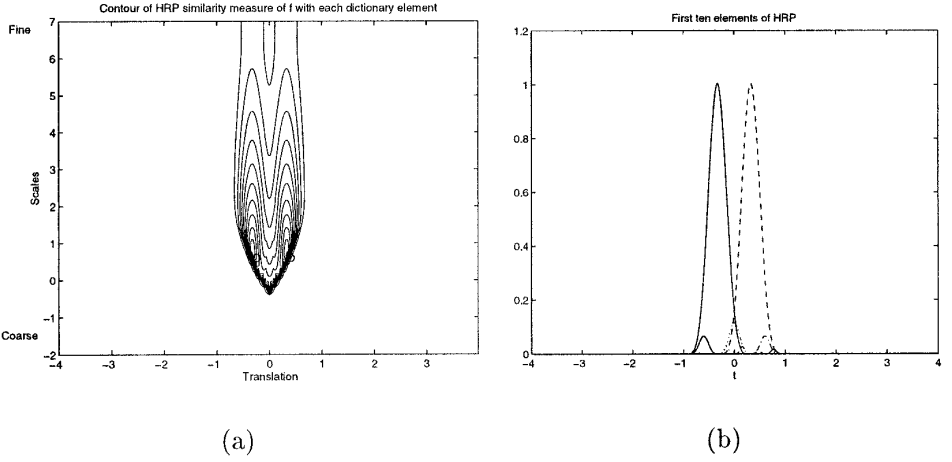 Contour of HRP similarity measure of f with each dictionary element
7
Fine
6
5
4
3
2
1
0
−1
Coarse
−2
Scales
−4 −3 −2 −1 0 1 2 3
Translation
(a)
First ten elements of HRP
1.2
1
0.8
0.6
0.4
0.2
0
−4 −3 −2 −1 0 1 2 3 4
t
(b)